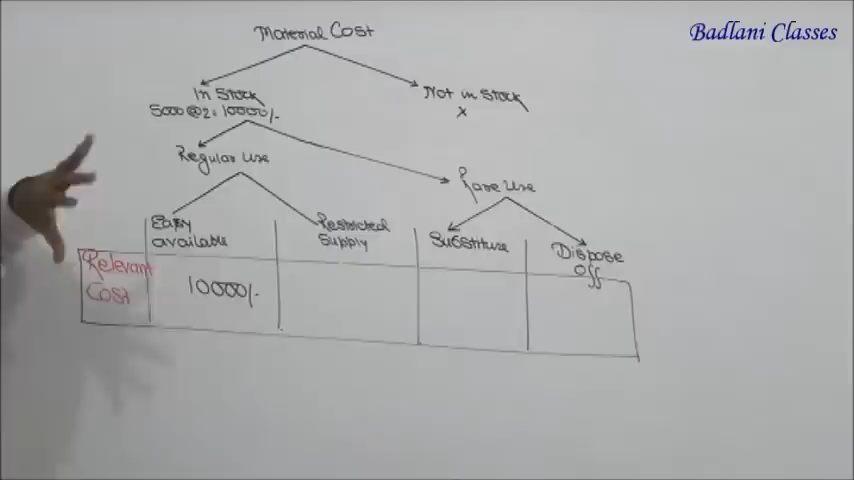 Badlani Classes
Material Cost
In Stock
5000@2= 10000/-
Not in Stock
x
Regular Use
Rare Use
Easy
available
Restricted
Supply
Substitute
Dispose
Off
Relevant
Cost
10000/-